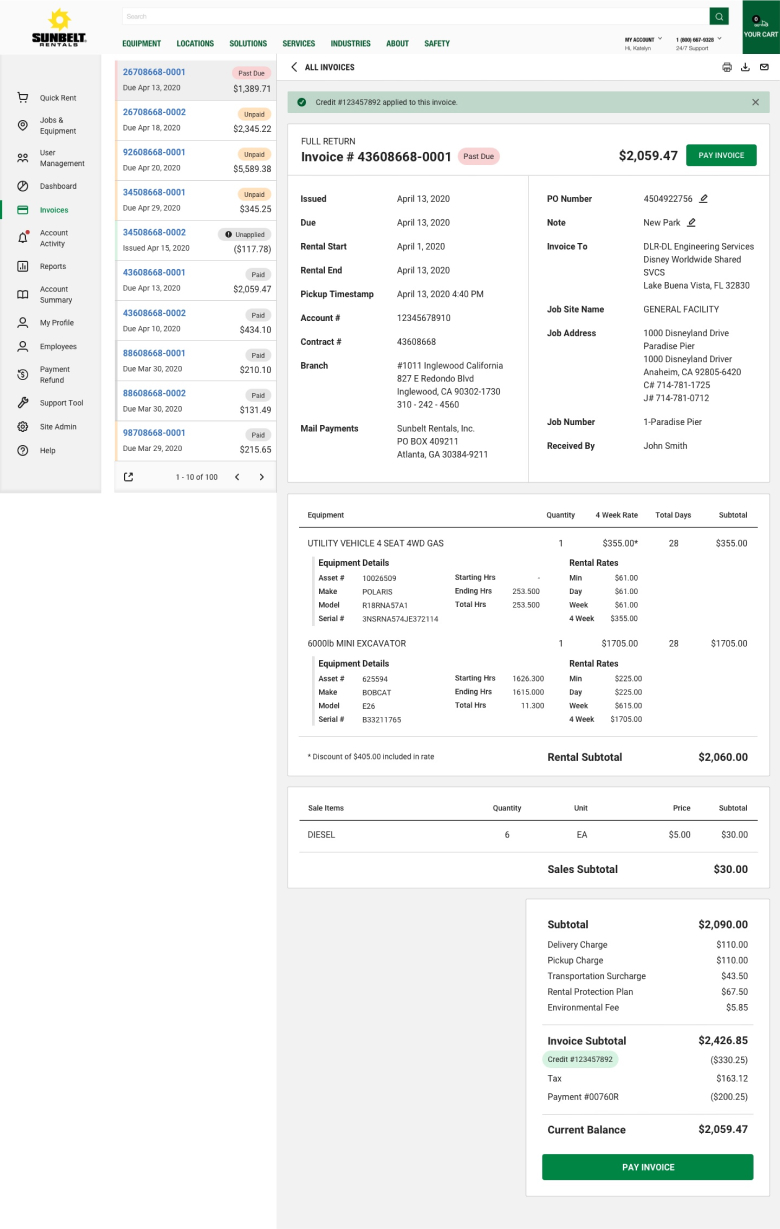 SUNBELT
RENTALS
Search
0
YOUR CART
EQUIPMENT LOCATIONS SOLUTIONS SERVICES INDUSTRIES ABOUT SAFETY
MY ACCOUNT
Hi, Katelyn
1 (800) 667-9328
24/7 Support
Quick Rent
Jobs &
Equipment
User
Management
Dashboard
Invoices
Account
Activity
Reports
Account
Summary
My Profile
Employees
Payment
Refund
Support Tool
Site Admin
Help
26708668-0001 Past Due
Due Apr 13, 2020 $1,389.71
26708668-0002 Unpaid
Due Apr 18, 2020 $2,345.22
92608668-0001 Unpaid
Due Apr 20, 2020 $5,589.38
34508668-0001 Unpaid
Due Apr 29, 2020 $345.25
34508668-0002 Unapplied
Issued Apr 15, 2020 ($117.78)
43608668-0001 Paid
Due Apr 13, 2020 $2,059.47
43608668-0002 Paid
Due Apr 10, 2020 $434.10
88608668-0001 Paid
Due Mar 30, 2020 $210.10
88608668-0002 Paid
Due Mar 30, 2020 $131.49
98708668-0001 Paid
Due Mar 29, 2020 $215.65
1 - 10 of 100
ALL INVOICES
Credit #123457892 applied to this invoice.
FULL RETURN
Invoice # 43608668-0001 Past Due
$2,059.47 PAY INVOICE
Issued April 13, 2020
Due April 13, 2020
Rental Start April 1, 2020
Rental End April 13, 2020
Pickup Timestamp April 13, 2020 4:40 PM
Account # 12345678910
Contract # 43608668
Branch #1011 Inglewood California
827 E Redondo Blvd
Inglewood, CA 90302-1730
310 - 242 - 4560
Mail Payments Sunbelt Rentals, Inc.
PO BOX 409211
Atlanta, GA 30384-9211
PO Number 4504922756
Note New Park
Invoice To DLR-DL Engineering Services
Disney Worldwide Shared
SVCS
Lake Buena Vista, FL 32830
Job Site Name GENERAL FACILITY
Job Address 1000 Disneyland Drive
Paradise Pier
1000 Disneyland Driver
Anaheim, CA 92805-6420
C# 714-781-1725
J# 714-781-0712
Job Number 1-Paradise Pier
Received By John Smith
Equipment Quantity 4 Week Rate Total Days Subtotal
UTILITY VEHICLE 4 SEAT 4WD GAS 1 $355.00* 28 $355.00
Equipment Details Rental Rates
Asset # 10026509 Starting Hrs - Min $61.00
Make POLARIS Ending Hrs 253.500 Day $61.00
Model R18RNA57A1 Total Hrs 253.500 Week $61.00
Serial # 3NSRNA574JE372114 4 Week $355.00
6000lb MINI EXCAVATOR 1 $1705.00 28 $1705.00
Equipment Details Rental Rates
Asset # 625594 Starting Hrs 1626.300 Min $225.00
Make BOBCAT Ending Hrs 1615.000 Day $225.00
Model E26 Total Hrs 11.300 Week $615.00
Serial # B33211765 4 Week $1705.00
* Discount of $405.00 included in rate Rental Subtotal $2,060.00
Sale Items Quantity Unit Price Subtotal
DIESEL 6 EA $5.00 $30.00
Sales Subtotal $30.00
Subtotal $2,090.00
Delivery Charge $110.00
Pickup Charge $110.00
Transportation Surcharge $43.50
Rental Protection Plan $67.50
Environmental Fee $5.85
Invoice Subtotal $2,426.85
Credit #123457892 ($330.25)
Tax $163.12
Payment #00760R ($200.25)
Current Balance $2,059.47
PAY INVOICE